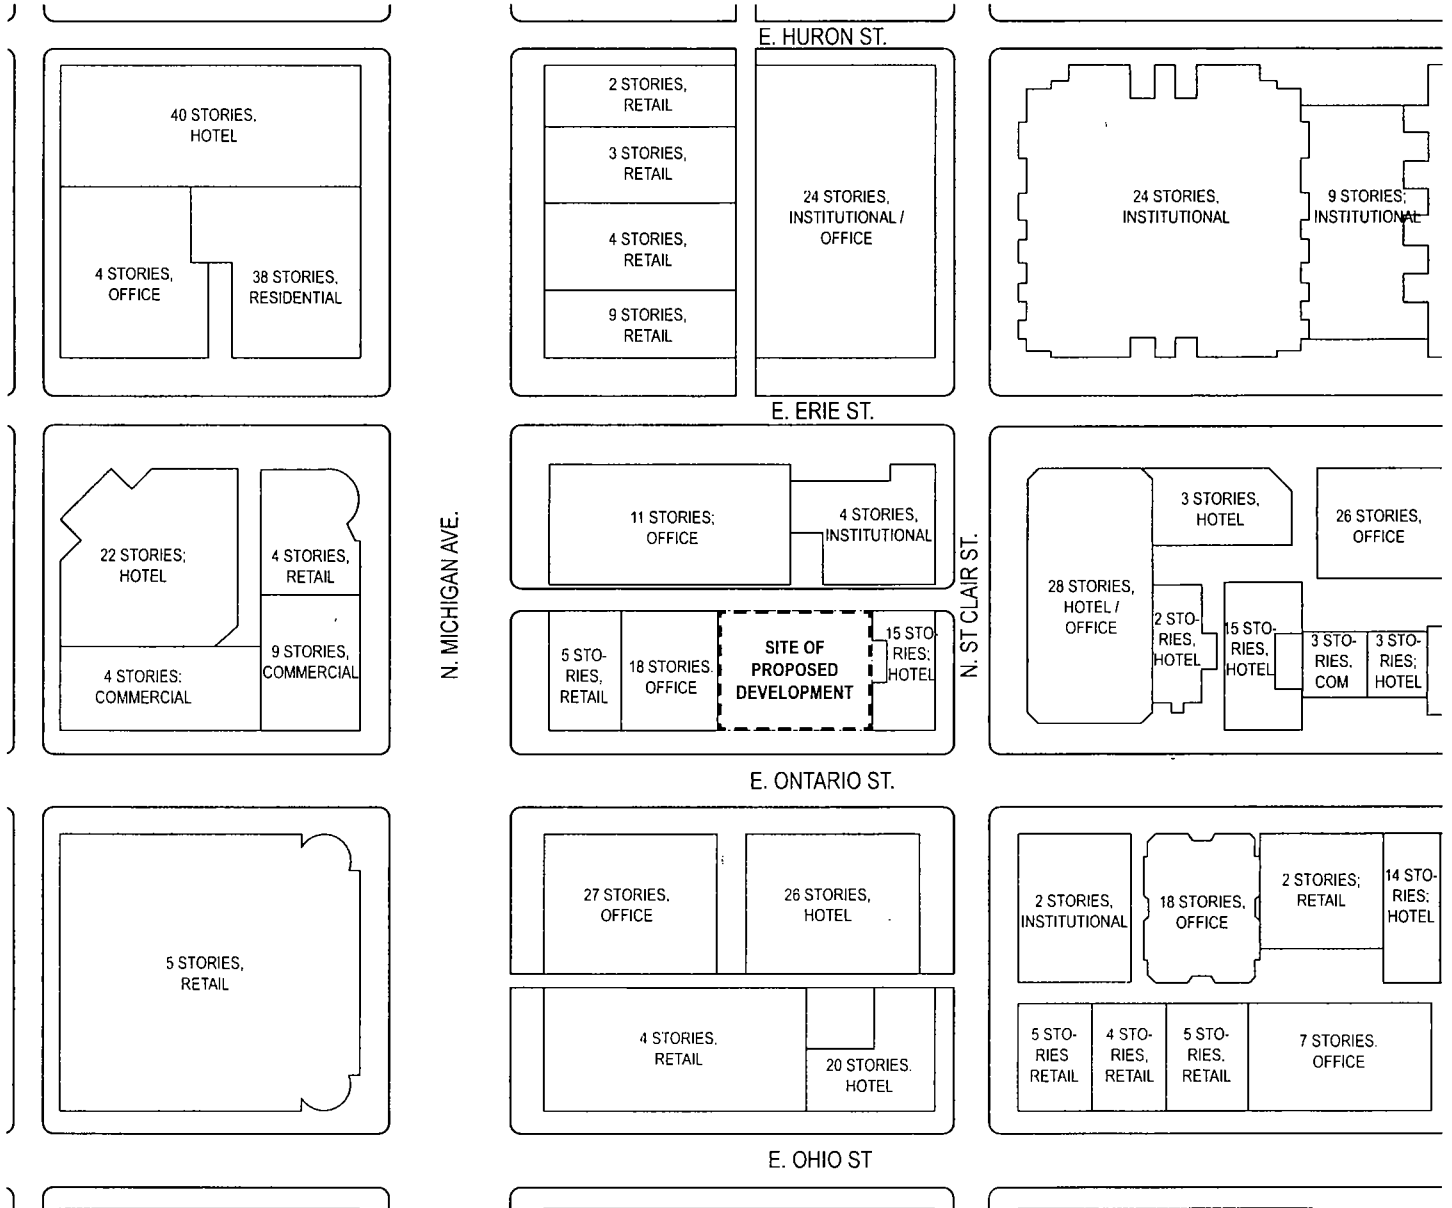 E. HURON ST.
40 STORIES,
HOTEL
4 STORIES,
OFFICE
38 STORIES,
RESIDENTIAL
2 STORIES,
RETAIL
3 STORIES,
RETAIL
4 STORIES,
RETAIL
9 STORIES,
RETAIL
24 STORIES,
INSTITUTIONAL /
OFFICE
24 STORIES,
INSTITUTIONAL
9 STORIES;
INSTITUTIONAL
E. ERIE ST.
22 STORIES;
HOTEL
4 STORIES,
RETAIL
9 STORIES,
COMMERCIAL
4 STORIES;
COMMERCIAL
N. MICHIGAN AVE.
11 STORIES;
OFFICE
4 STORIES,
INSTITUTIONAL
5 STO-
RIES,
RETAIL
18 STORIES.
OFFICE
SITE OF
PROPOSED
DEVELOPMENT
15 STO-
RIES;
HOTEL
N. ST CLAIR ST.
28 STORIES,
HOTEL /
OFFICE
3 STORIES,
HOTEL
26 STORIES,
OFFICE
2 STO-
RIES,
HOTEL
15 STO-
RIES,
HOTEL
3 STO-
RIES.
COM
3 STO-
RIES;
HOTEL
E. ONTARIO ST.
5 STORIES,
RETAIL
27 STORIES,
OFFICE
26 STORIES,
HOTEL
4 STORIES,
RETAIL
20 STORIES.
HOTEL
2 STORIES,
INSTITUTIONAL
18 STORIES,
OFFICE
2 STORIES;
RETAIL
14 STO-
RIES;
HOTEL
5 STO-
RIES
RETAIL
4 STO-
RIES,
RETAIL
5 STO-
RIES.
RETAIL
7 STORIES.
OFFICE
E. OHIO ST